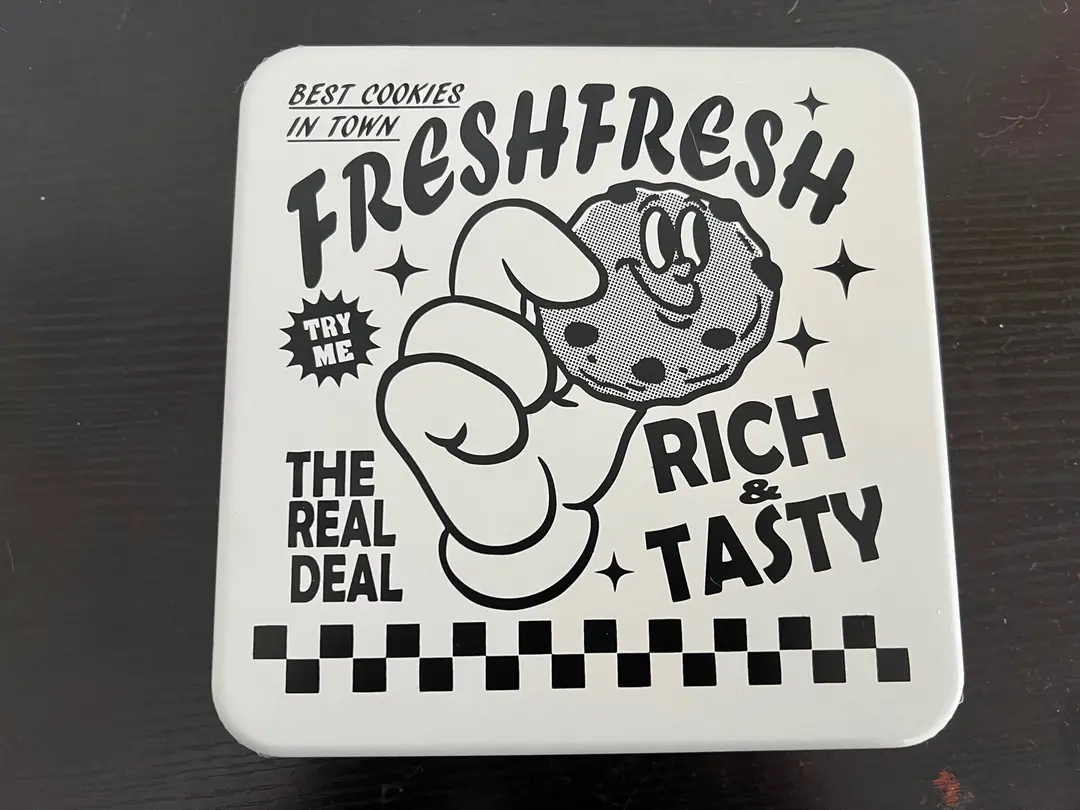 BEST COOKIES
IN TOWN
FRESHFRESH
TRY
ME
THE
REAL
DEAL
RICH
&
TASTY